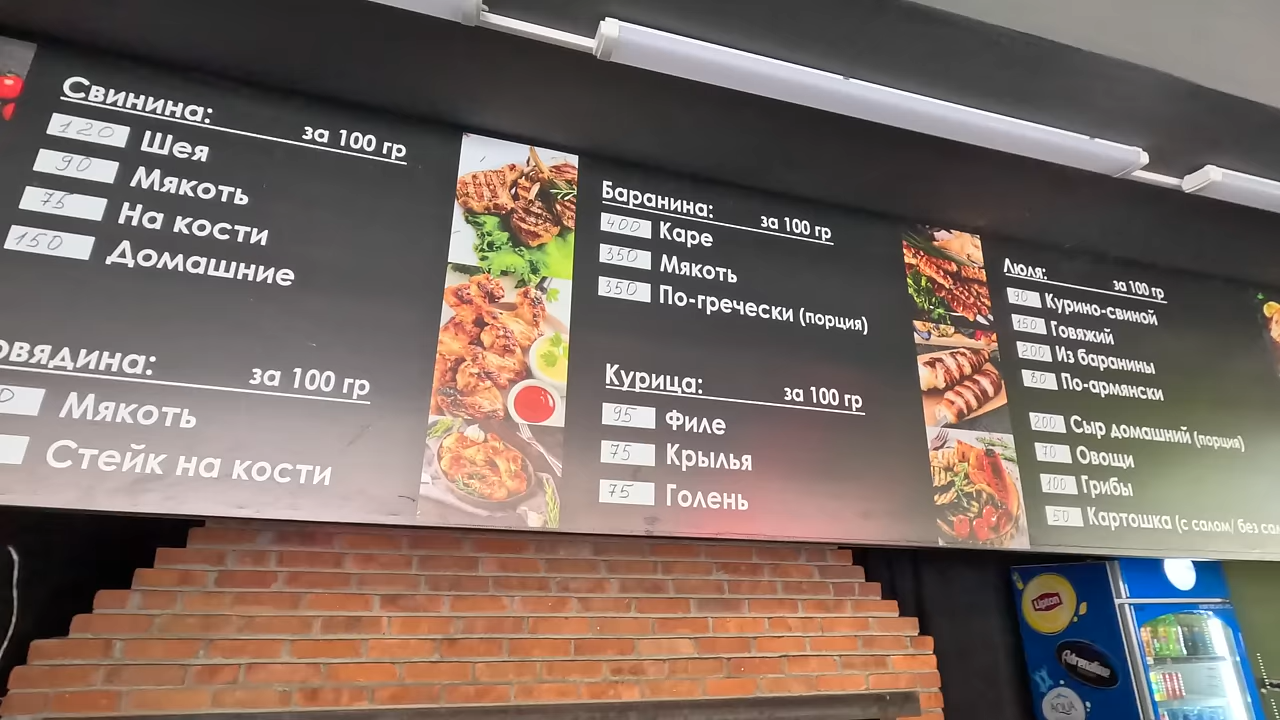 Свинина:
за 100 гр
120 Шея
90 Мякоть
75 На кости
150 Домашние
овядина:
за 100 гр
0 Мякоть
Стейк на кости
Баранина:
за 100 гр
400 Каре
350 Мякоть
350 По-гречески (порция)
Курица:
за 100 гр
95 Филе
75 Крылья
75 Голень
Люля:
за 100 гр
90 Курино-свиной
150 Говяжий
200 Из баранины
80 По-армянски
200 Сыр домашний (порция)
70 Овощи
100 Грибы
50 Картошка (с салом/ без са
Lipton
Adrenaline
AQUA